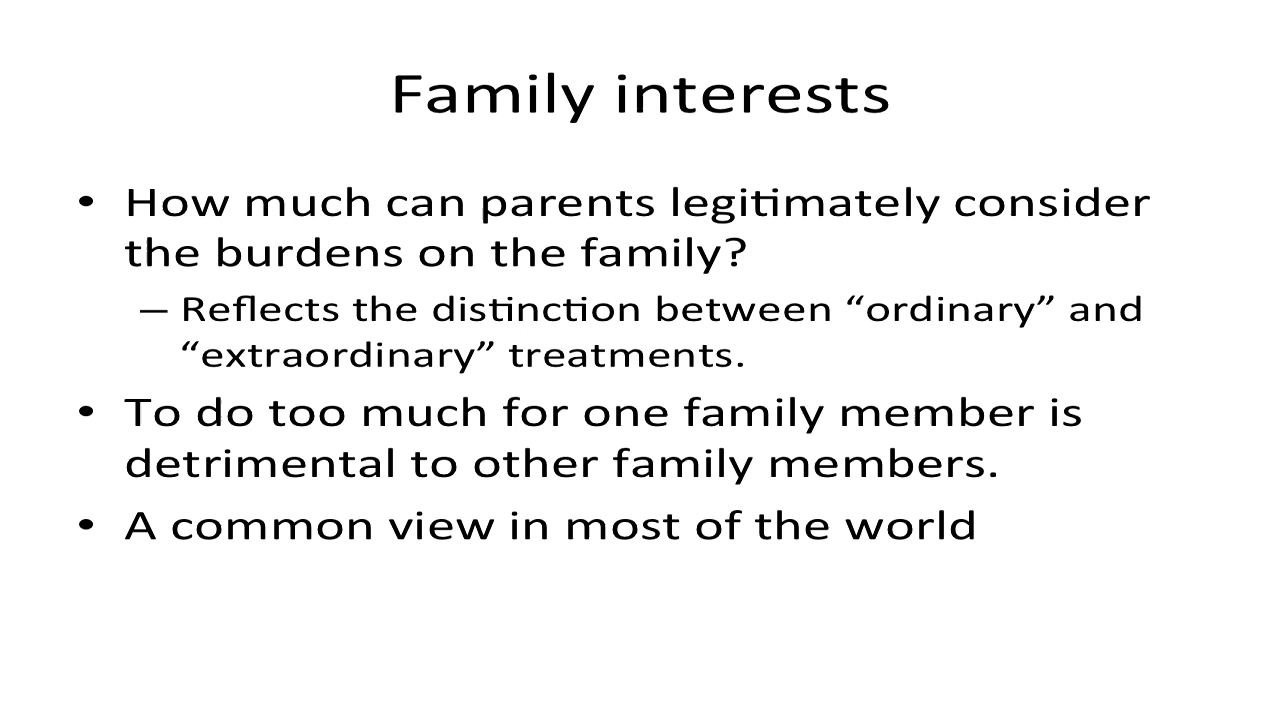 Family interests
• How much can parents legitimately consider
the burdens on the family?
– Reflects the distinction between “ordinary” and
“extraordinary” treatments.
• To do too much for one family member is
detrimental to other family members.
• A common view in most of the world